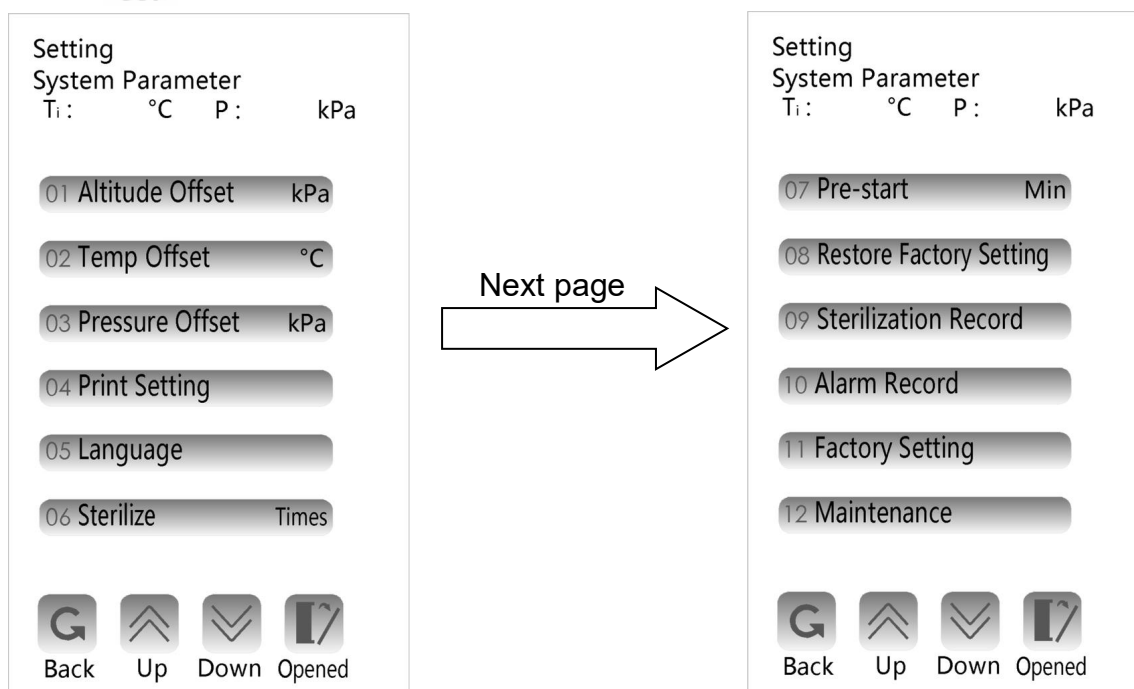 Setting
System Parameter
Ti : °C P : kPa
01 Altitude Offset kPa
02 Temp Offset °C
03 Pressure Offset kPa
04 Print Setting
05 Language
06 Sterilize Times
Back Up Down Opened
Next page
Setting
System Parameter
Ti : °C P : kPa
07 Pre-start Min
08 Restore Factory Setting
09 Sterilization Record
10 Alarm Record
11 Factory Setting
12 Maintenance
Back Up Down Opened